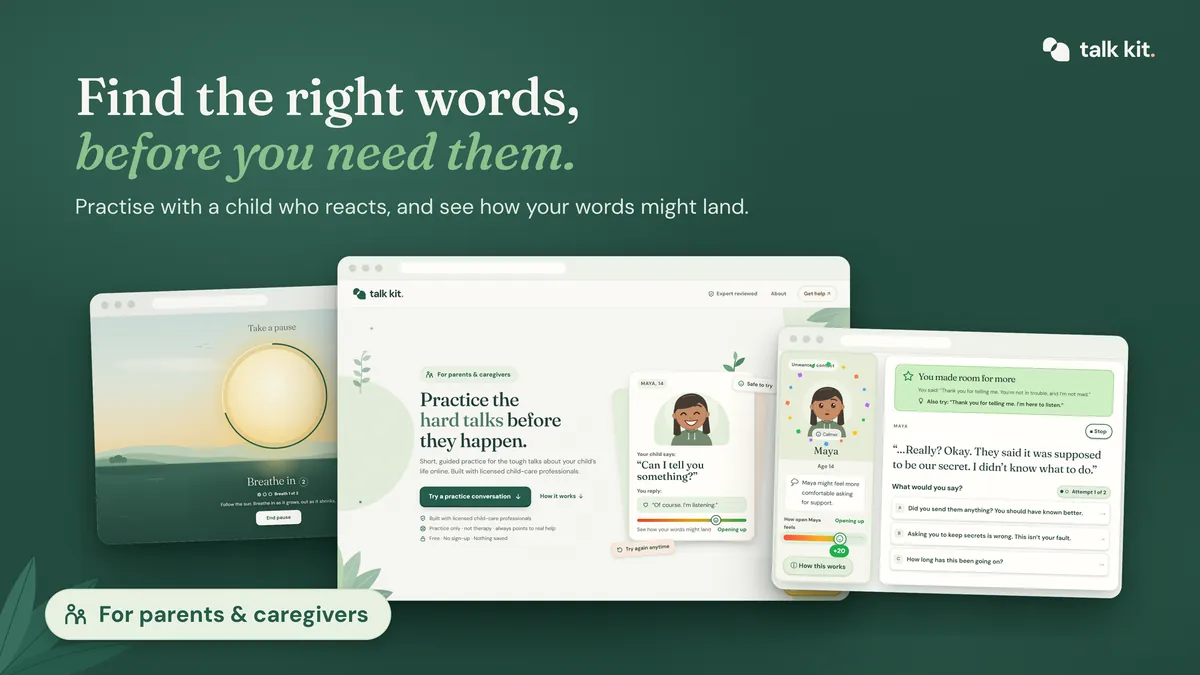 talk kit.
Find the right words,
before you need them.
Practise with a child who reacts, and see how your words might land.
Take a pause
Breathe in 2
Breath 1 of 2
Follow the sun. Breathe in as it grows, out as it shrinks.
End pause
talk kit.
Expert reviewed
About
Get help
For parents & caregivers
Practice the
hard talks before
they happen.
Short, guided practice for the tough talks about your child's
life online. Built with licensed child-care professionals.
Try a practice conversation ↓
How it works ↓
Built with licensed child-care professionals
Practice only · not therapy · always points to real help
Free · No sign-up · Nothing saved
MAYA, 14
Safe to try
Your child says:
“Can I tell you
something?”
You reply:
“Of course. I'm listening.”
See how your words might land
Opening up
Try again anytime
Unwanted contact
Calmer
Maya
Age 14
Maya might feel more
comfortable asking
for support.
How open Maya
feels
Opening up
+20
How this works
You made room for more
You said: “Thank you for telling me. You're not in trouble, and I'm not mad.”
Also try: “Thank you for telling me. I'm here to listen.”
MAYA
Stop
“...Really? Okay. They said it was supposed
to be our secret. I didn't know what to do.”
What would you say?
Attempt 1 of 2
A Did you send them anything? You should have known better.
B Asking you to keep secrets is wrong. This isn't your fault.
C How long has this been going on?
For parents & caregivers